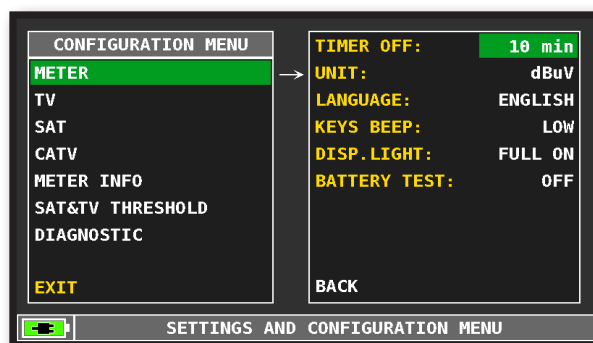 CONFIGURATION MENU
METER
TV
SAT
CATV
METER INFO
SAT&TV THRESHOLD
DIAGNOSTIC
EXIT
TIMER OFF: 10 min
UNIT: dBuV
LANGUAGE: ENGLISH
KEYS BEEP: LOW
DISP.LIGHT: FULL ON
BATTERY TEST: OFF
BACK
SETTINGS AND CONFIGURATION MENU